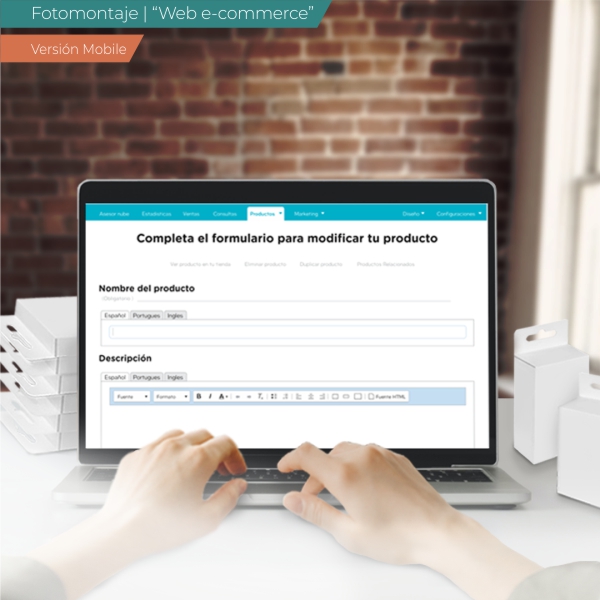 Fotomontaje | “Web e-commerce”
Versión Mobile
Asesor nube Estadísticas Ventas Consultas Productos Marketing Diseño Configuraciones
Completa el formulario para modificar tu producto
Ver producto en tu tienda Eliminar producto Duplicar producto Productos Relacionados
Nombre del producto
(Obligatorio)
Español Portugues Ingles
Descripción
Español Portugues Ingles
Fuente Formato B I A Fuente HTML